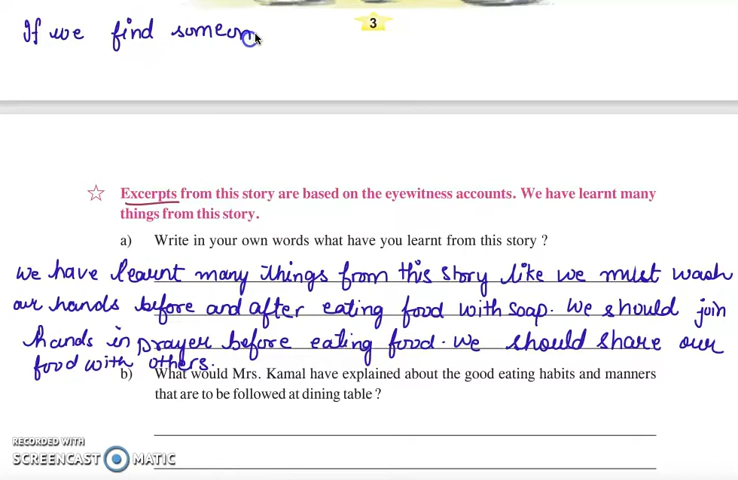 If we find someon
3
☆ Excerpts from this story are based on the eyewitness accounts. We have learnt many
things from this story.
a) Write in your own words what have you learnt from this story ?
we have learnt many things from this story like we must wash
our hands before and after eating food with soap. We should join
hands in prayer before eating food. We should share our
food with others.
b) What would Mrs. Kamal have explained about the good eating habits and manners
that are to be followed at dining table ?
RECORDED WITH
SCREENCAST MATIC